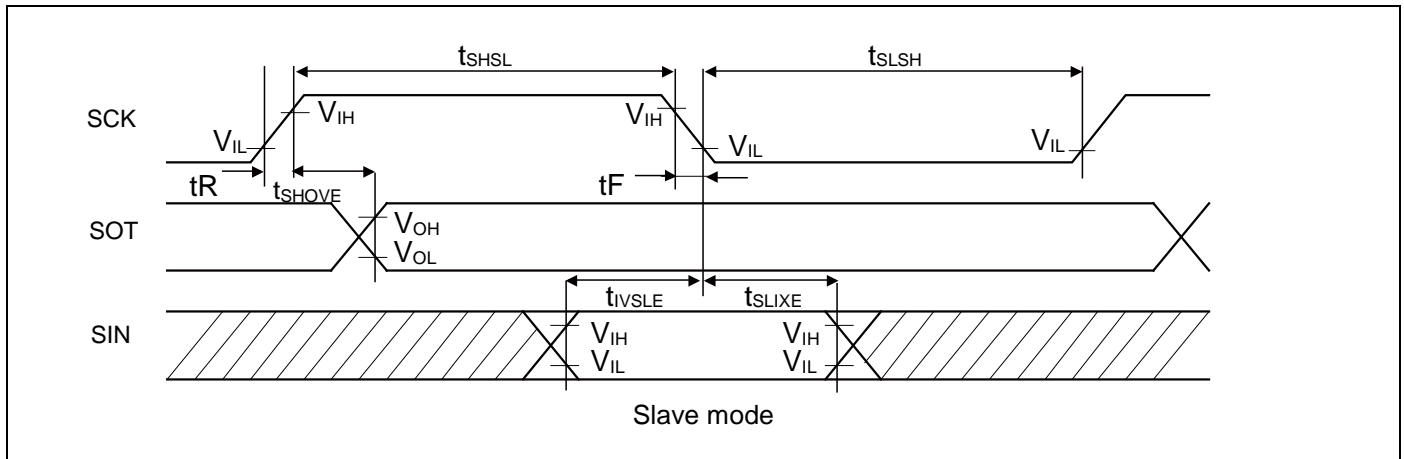 tSHSL
tSLSH
SCK
VIH
VIH
VIL
VIL
VIL
tR
tSHOVE
tF
SOT
VOH
VOL
tIVSLE
tSLIXE
SIN
VIH
VIH
VIL
VIL
Slave mode